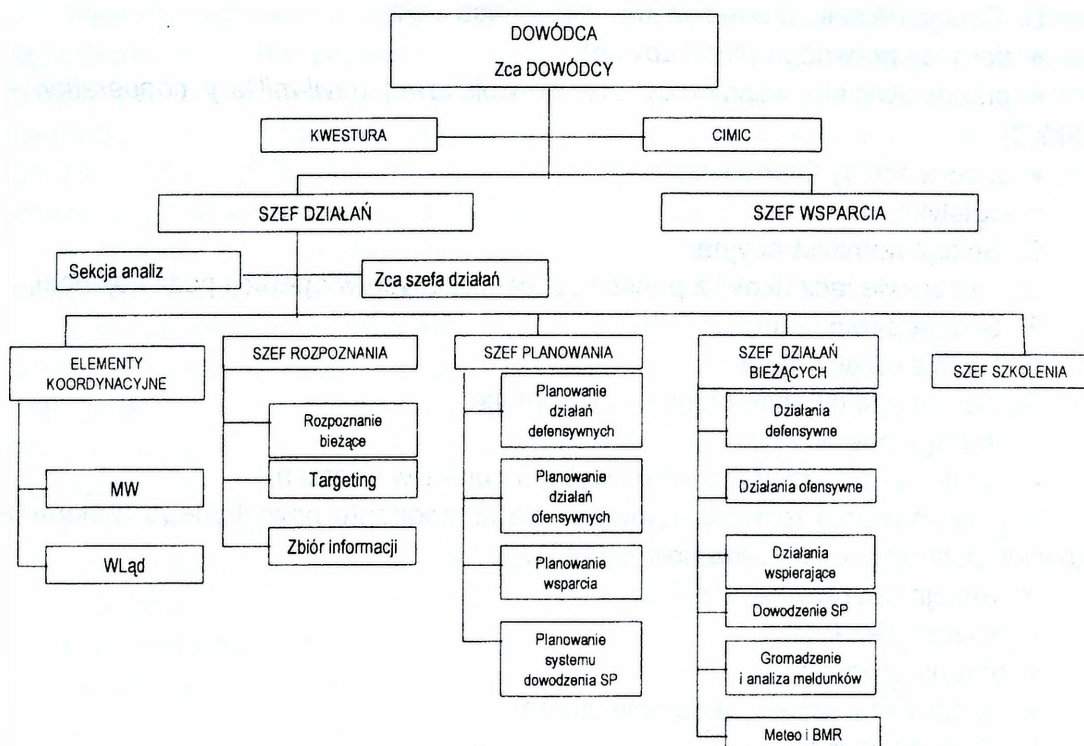 DOWÓDCA
Zca DOWÓDCY
KWESTURA
CIMIC
SZEF DZIAŁAŃ
SZEF WSPARCIA
Sekcja analiz
Zca szefa działań
ELEMENTY
KOORDYNACYJNE
SZEF ROZPOZNANIA
SZEF PLANOWANIA
SZEF DZIAŁAŃ
BIEŻĄCYCH
SZEF SZKOLENIA
MW
WLąd
Rozpoznanie
bieżące
Targeting
Zbiór informacji
Planowanie
działań
defensywnych
Planowanie
działań
ofensywnych
Planowanie
wsparcia
Planowanie
systemu
dowodzenia SP
Działania
defensywne
Działania ofensywne
Działania
wspierające
Dowodzenie SP
Gromadzenie
i analiza meldunków
Meteo i BMR